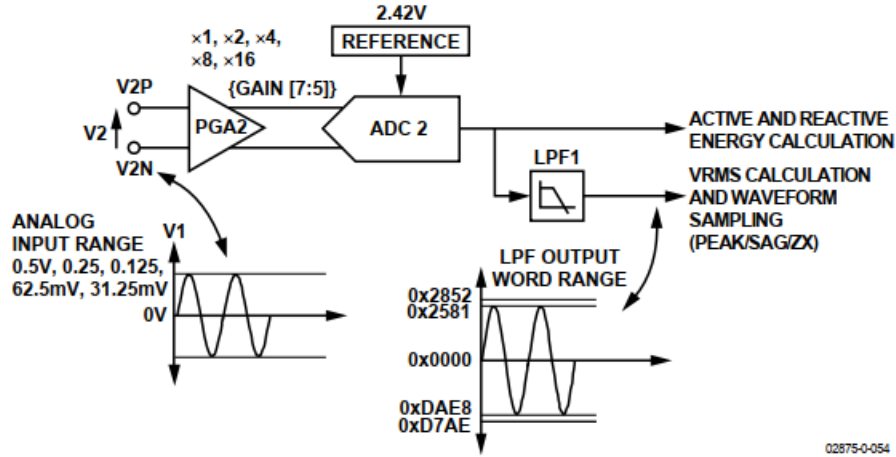 2.42V
×1, ×2, ×4,
×8, ×16
REFERENCE
V2P
{GAIN [7:5]}
V2
PGA2
ADC 2
V2N
ACTIVE AND REACTIVE
ENERGY CALCULATION
LPF1
VRMS CALCULATION
AND WAVEFORM
SAMPLING
(PEAK/SAG/ZX)
ANALOG
INPUT RANGE
0.5V, 0.25, 0.125,
62.5mV, 31.25mV
V1
0V
LPF OUTPUT
WORD RANGE
0x2852
0x2581
0x0000
0xDAE8
0xD7AE
02875-0-054